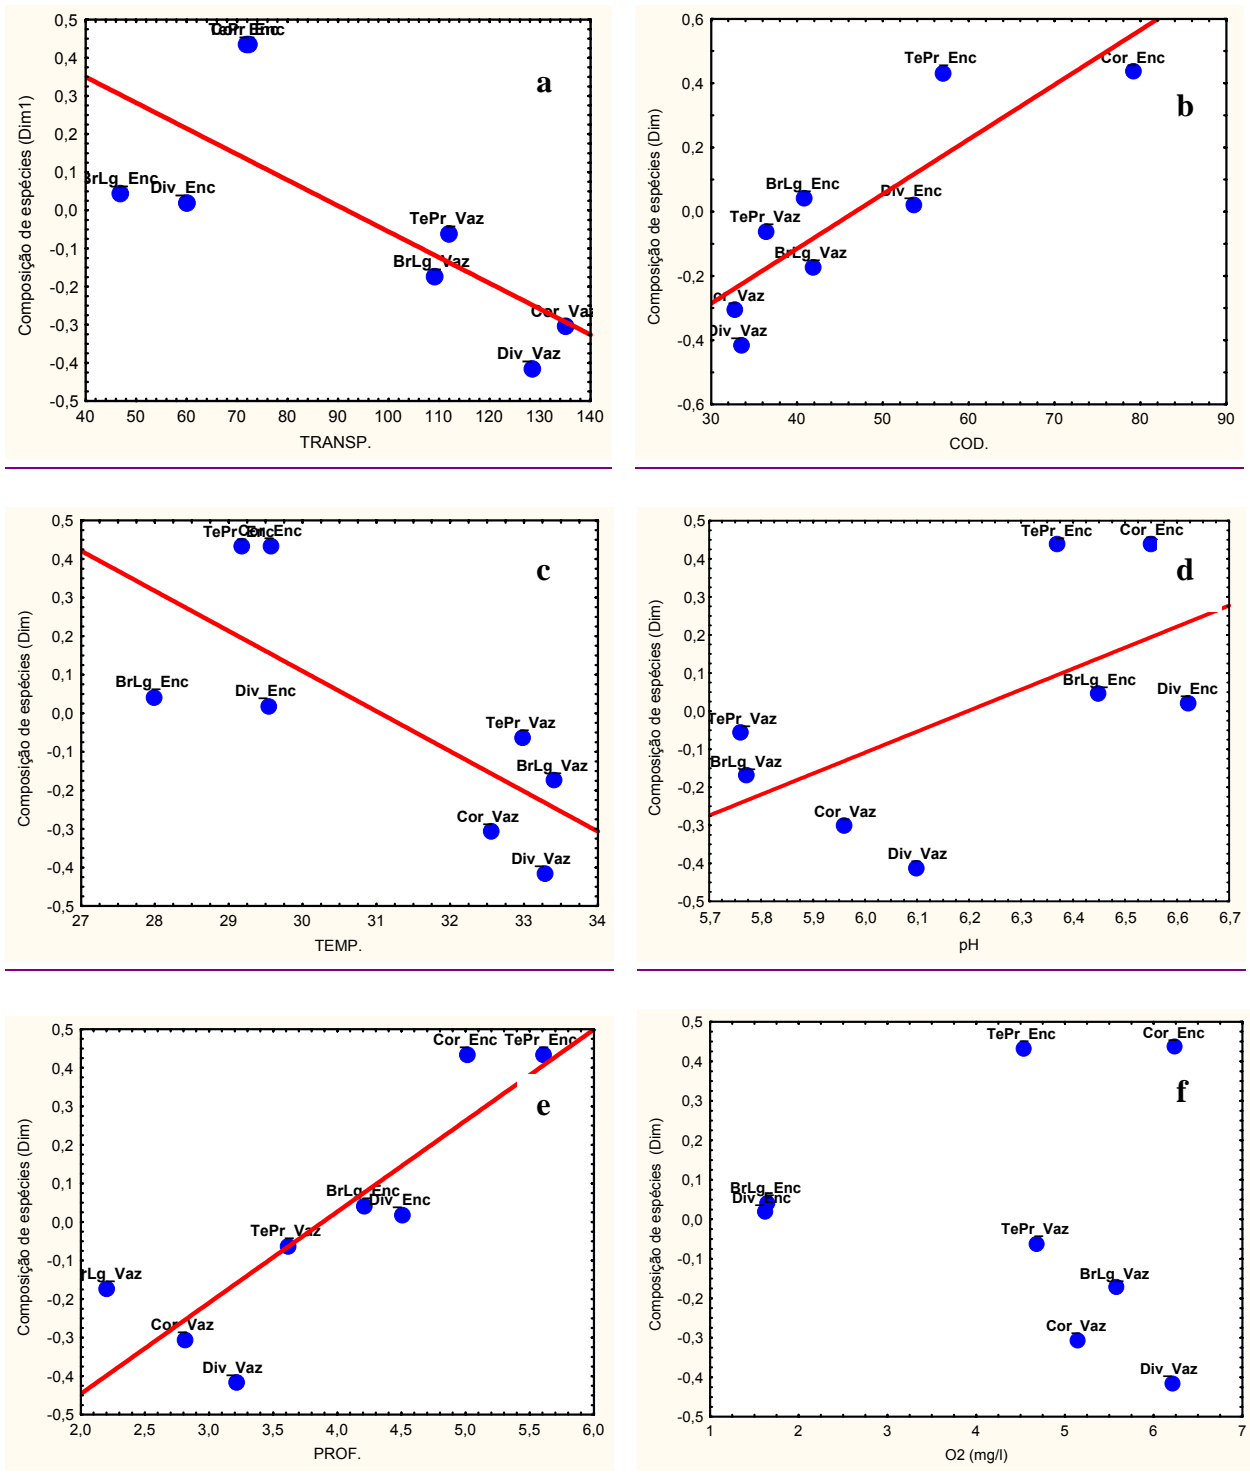 0,5
0,4
0,3
0,2
0,1
0,0
-0,1
-0,2
-0,3
-0,4
-0,5
Composição de espécies (Dim1)
a
BrLg_Enc
Div_Enc
TePr_Vaz
BrLg_Vaz
Cor_Vaz
Div_Vaz
40 50 60 70 80 90 100 110 120 130 140
TRANSP.
0,6
0,4
0,2
0,0
-0,2
-0,4
-0,6
Composição de espécies (Dim)
b
TePr_Enc
Cor_Enc
BrLg_Enc
Div_Enc
TePr_Vaz
BrLg_Vaz
or_Vaz
Div_Vaz
30 40 50 60 70 80 90
COD.
0,5
0,4
0,3
0,2
0,1
0,0
-0,1
-0,2
-0,3
-0,4
-0,5
Composição de espécies (Dim)
c
TePr_Enc
Cor_Enc
BrLg_Enc
Div_Enc
TePr_Vaz
BrLg_Vaz
Cor_Vaz
Div_Vaz
27 28 29 30 31 32 33 34
TEMP.
0,5
0,4
0,3
0,2
0,1
0,0
-0,1
-0,2
-0,3
-0,4
-0,5
Composição de espécies (Dim)
d
TePr_Enc
Cor_Enc
BrLg_Enc
Div_Enc
TePr_Vaz
BrLg_Vaz
Cor_Vaz
Div_Vaz
5,7 5,8 5,9 6,0 6,1 6,2 6,3 6,4 6,5 6,6 6,7
pH
0,5
0,4
0,3
0,2
0,1
0,0
-0,1
-0,2
-0,3
-0,4
-0,5
Composição de espécies (Dim)
e
Cor_Enc
TePr_Enc
BrLg_Enc
Div_Enc
TePr_Vaz
rLg_Vaz
Cor_Vaz
Div_Vaz
2,0 2,5 3,0 3,5 4,0 4,5 5,0 5,5 6,0
PROF.
0,5
0,4
0,3
0,2
0,1
0,0
-0,1
-0,2
-0,3
-0,4
-0,5
Composição de espécies (Dim)
f
TePr_Enc
Cor_Enc
BrLg_Enc
Div_Enc
TePr_Vaz
BrLg_Vaz
Cor_Vaz
Div_Vaz
1 2 3 4 5 6 7
O2 (mg/l)